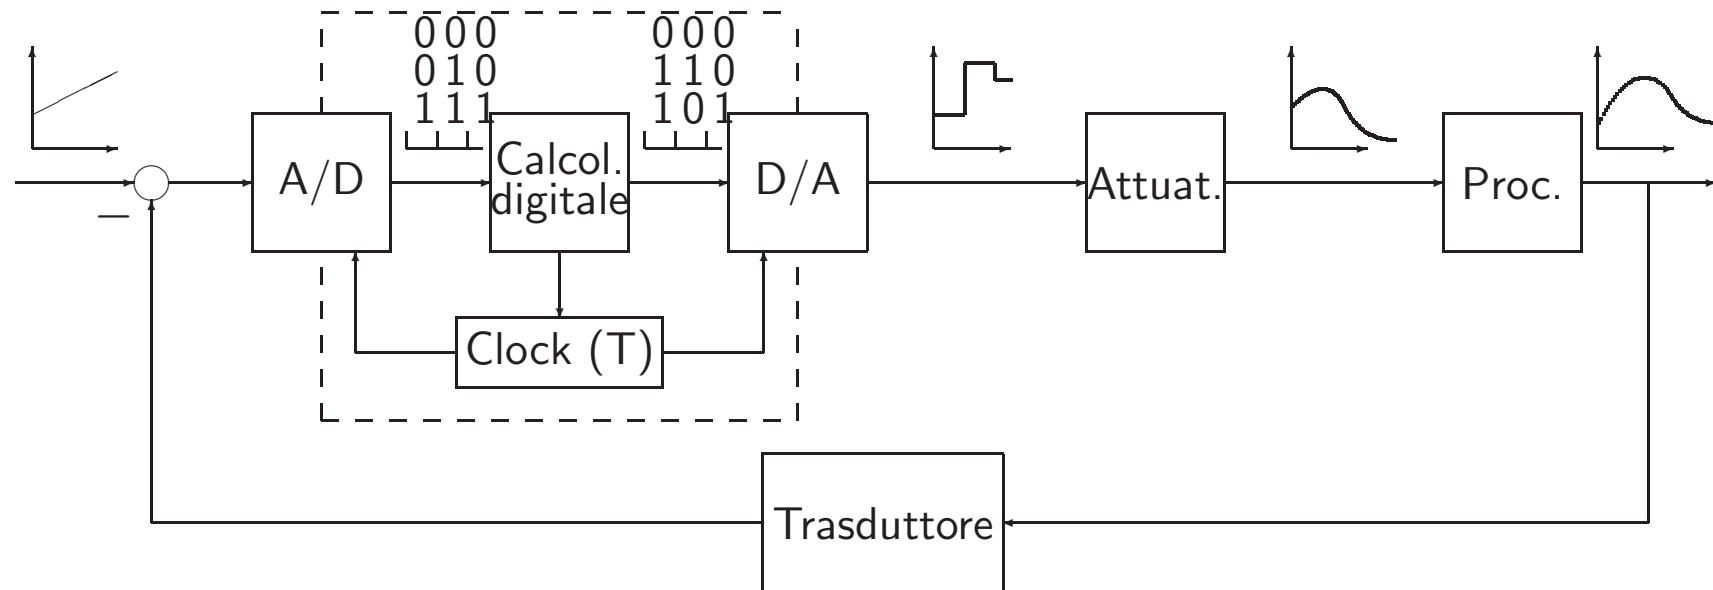 000 000
010 110
111 101
A/D Calcol. digitale D/A Attuat. Proc.
−
Clock (T)
Trasduttore